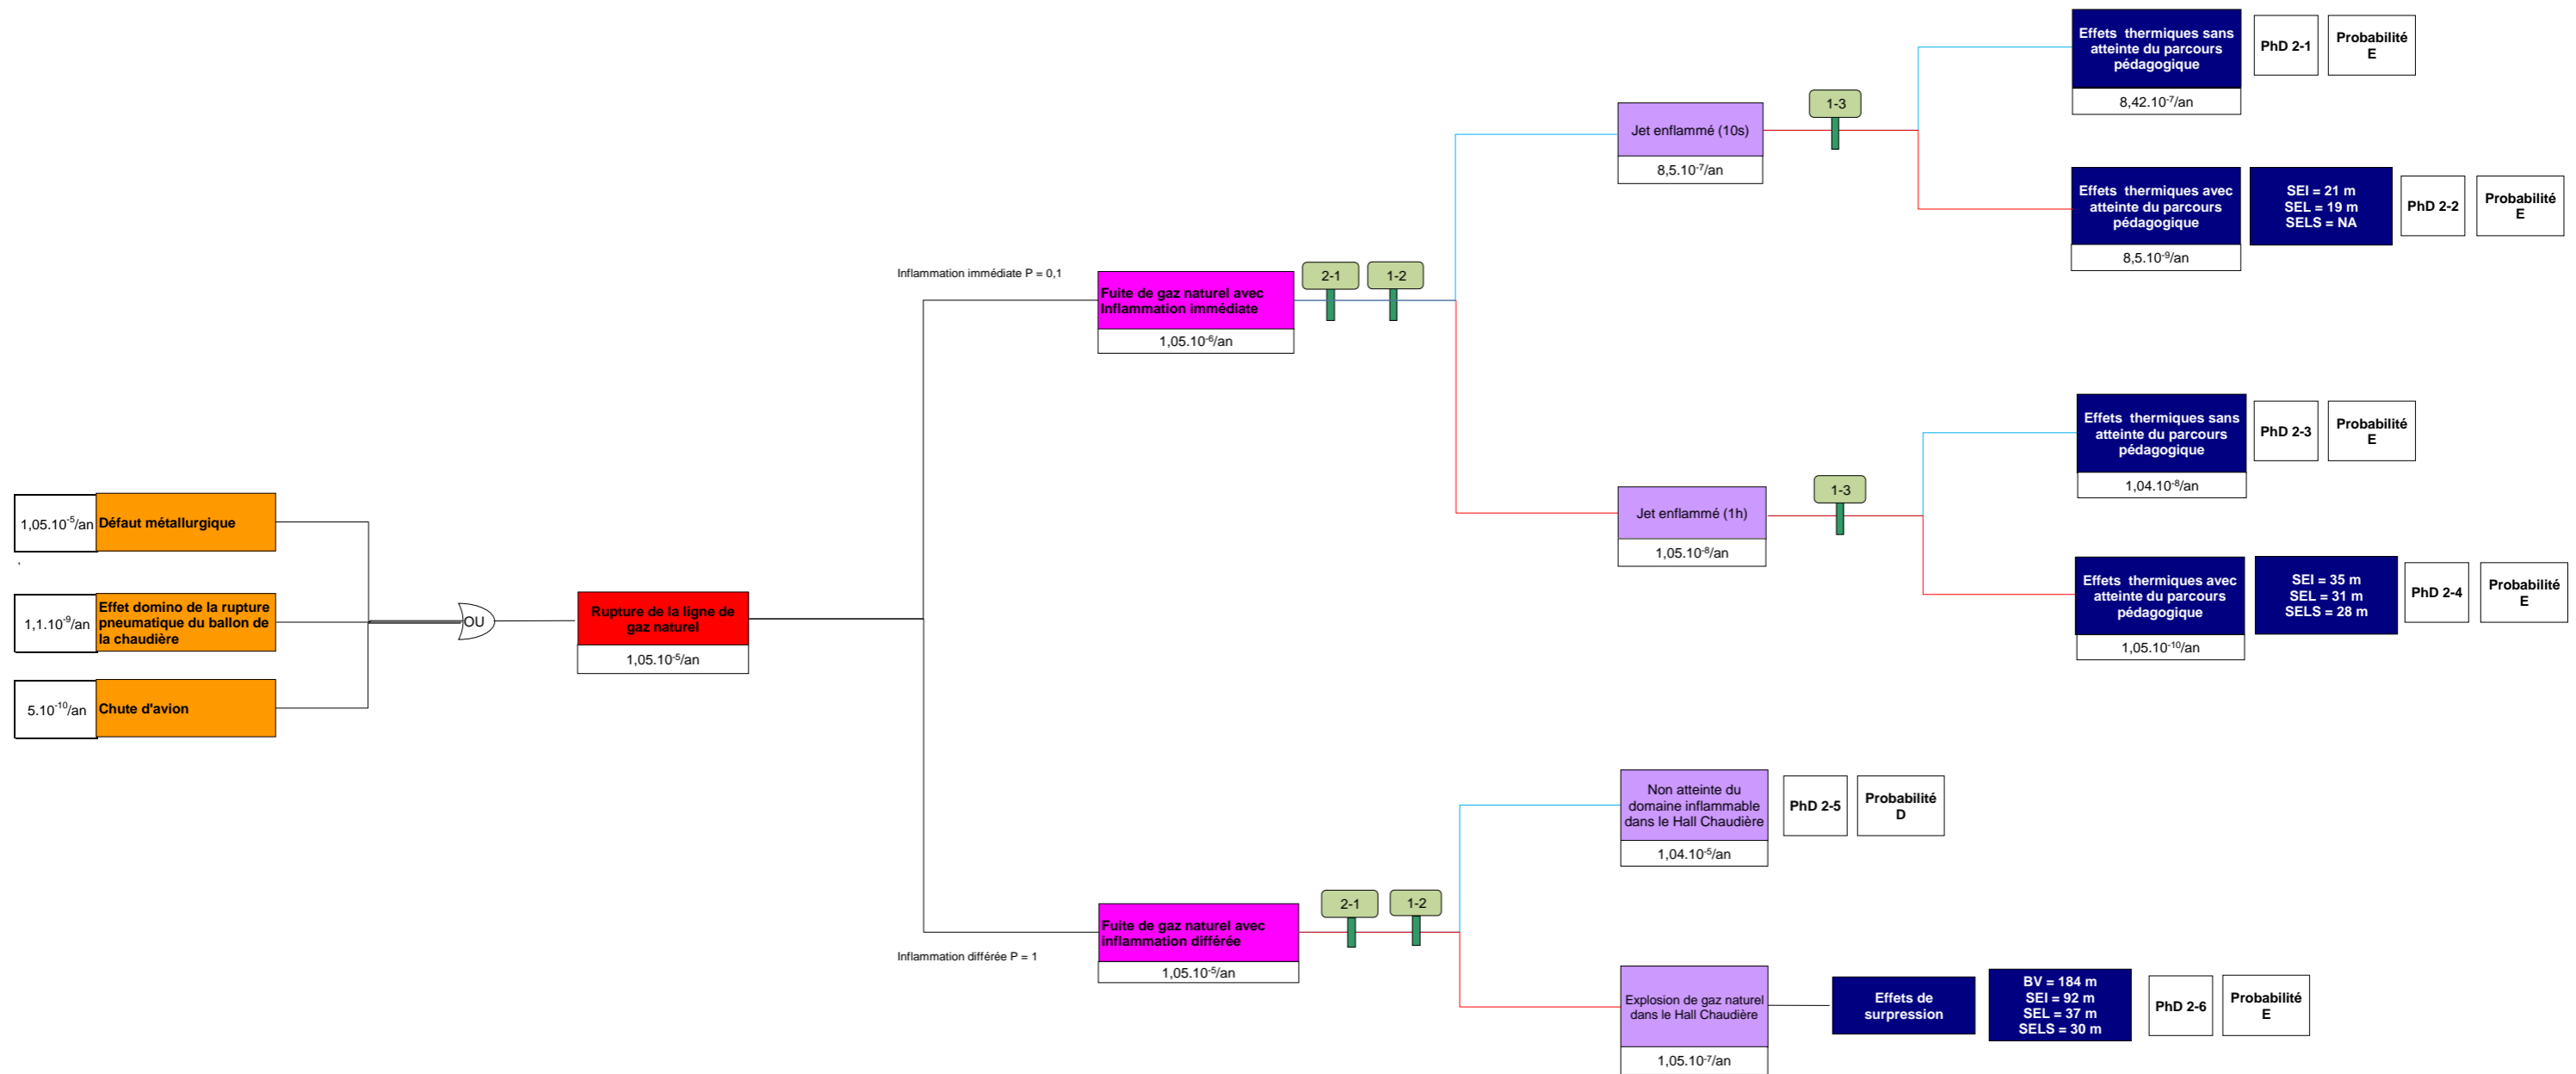 1,05.10-5/an
Défaut métallurgique
,
1,1.10-9/an
Effet domino de la rupture
pneumatique du ballon de
la chaudière
5.10-10/an
Chute d'avion
OU
Rupture de la ligne de
gaz naturel
1,05.10-5/an
Inflammation immédiate P = 0,1
Fuite de gaz naturel avec
Inflammation immédiate
1,05.10-6/an
2-1
1-2
Jet enflammé (10s)
8,5.10-7/an
1-3
Effets thermiques sans
atteinte du parcours
pédagogique
8,42.10-7/an
PhD 2-1
Probabilité
E
Effets thermiques avec
atteinte du parcours
pédagogique
8,5.10-9/an
SEI = 21 m
SEL = 19 m
SELS = NA
PhD 2-2
Probabilité
E
Jet enflammé (1h)
1,05.10-8/an
1-3
Effets thermiques sans
atteinte du parcours
pédagogique
1,04.10-8/an
PhD 2-3
Probabilité
E
Effets thermiques avec
atteinte du parcours
pédagogique
1,05.10-10/an
SEI = 35 m
SEL = 31 m
SELS = 28 m
PhD 2-4
Probabilité
E
Inflammation différée P = 1
Fuite de gaz naturel avec
inflammation différée
1,05.10-5/an
2-1
1-2
Non atteinte du
domaine inflammable
dans le Hall Chaudière
1,04.10-5/an
PhD 2-5
Probabilité
D
Explosion de gaz naturel
dans le Hall Chaudière
1,05.10-7/an
Effets de
surpression
BV = 184 m
SEI = 92 m
SEL = 37 m
SELS = 30 m
PhD 2-6
Probabilité
E